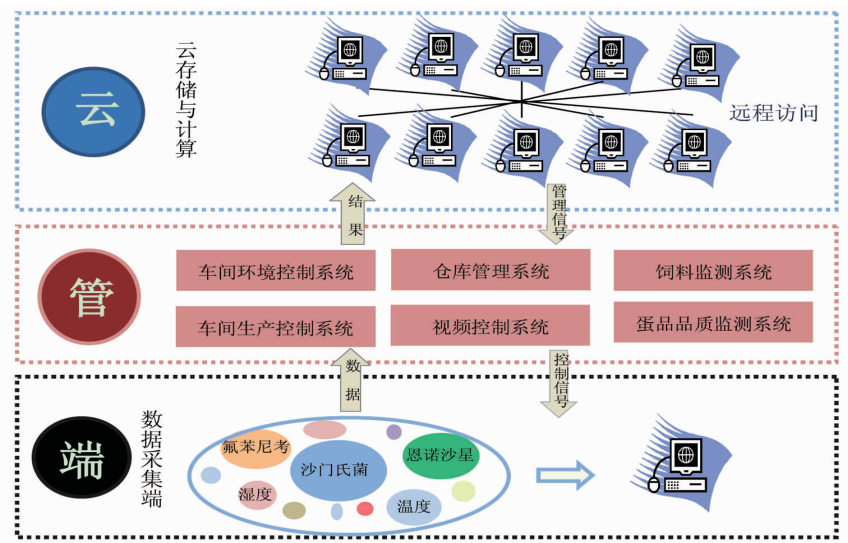 云
云存储与计算
远程访问
结果
管理信号
管
车间环境控制系统
仓库管理系统
饲料监测系统
车间生产控制系统
视频控制系统
蛋品品质监测系统
数据
控制信号
端
数据采集端
氟苯尼考
恩诺沙星
沙门氏菌
湿度
温度